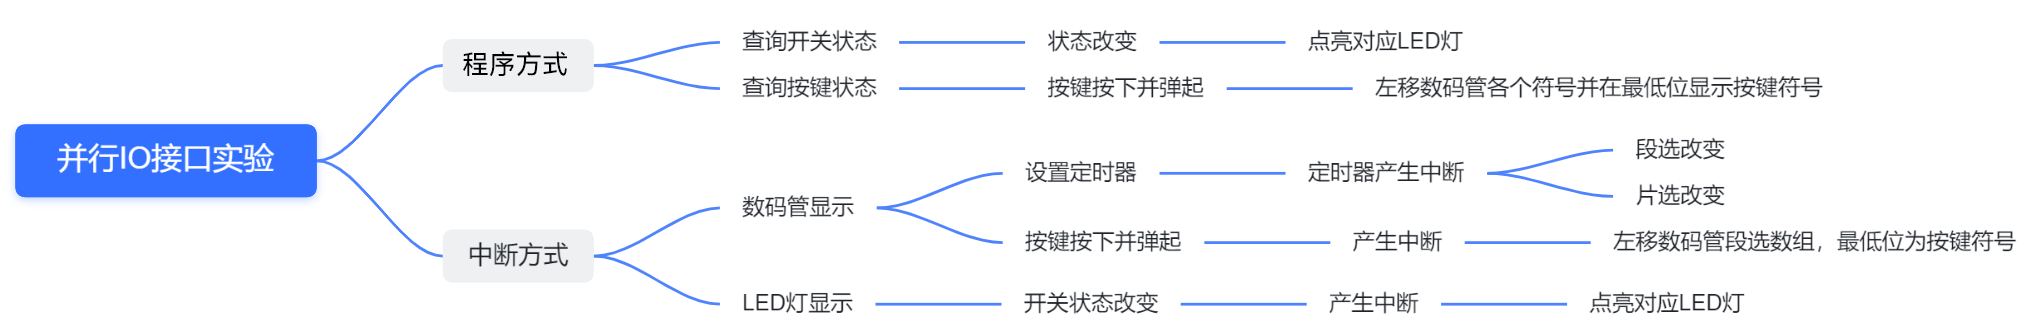 并行IO接口实验
程序方式
查询开关状态
状态改变
点亮对应LED灯
查询按键状态
按键按下并弹起
左移数码管各个符号并在最低位显示按键符号
中断方式
数码管显示
设置定时器
定时器产生中断
段选改变
片选改变
按键按下并弹起
产生中断
左移数码管段选数组，最低位为按键符号
LED灯显示
开关状态改变
产生中断
点亮对应LED灯